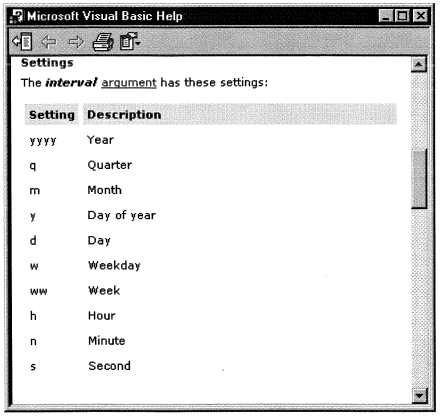 Microsoft Visual Basic Help
Settings
The interval argument has these settings:
Setting Description
yyyy Year
q Quarter
m Month
y Day of year
d Day
w Weekday
ww Week
h Hour
n Minute
s Second